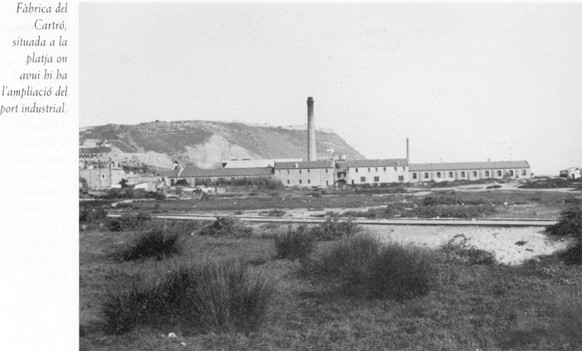 Fàbrica del
Cartró,
situada a la
platja on
avui hi ha
l'ampliació del
port industrial.